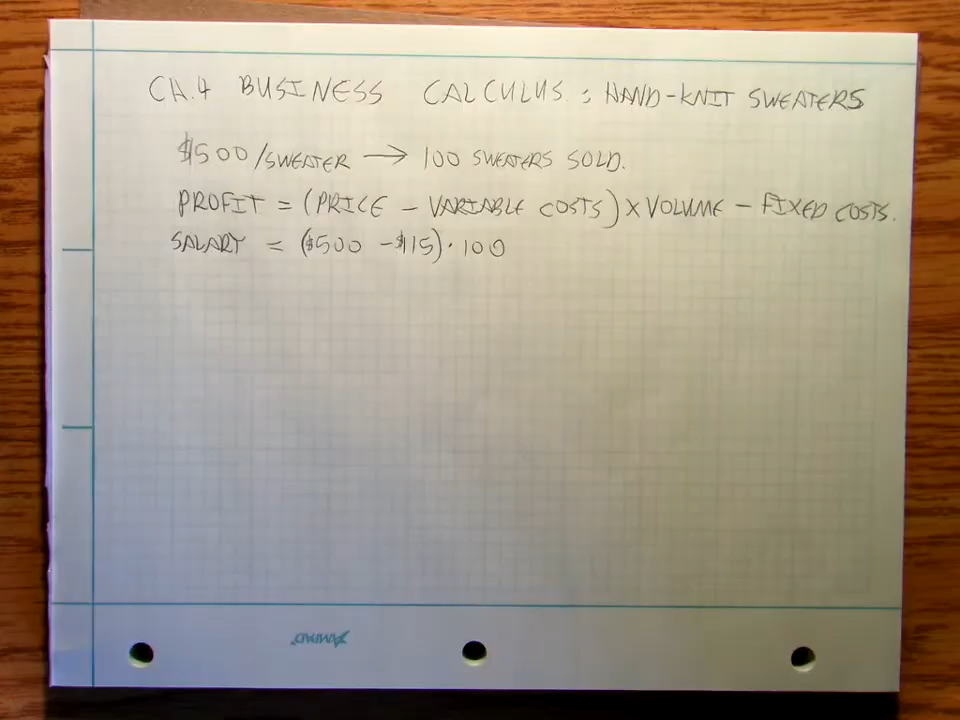 CH.4 BUSINESS CALCULUS : HAND-KNIT SWEATERS
$500/SWEATER → 100 SWEATERS SOLD.
PROFIT = (PRICE - VARIABLE COSTS) × VOLUME - FIXED COSTS.
SALARY = ($500 - $15) · 100
AMPAD